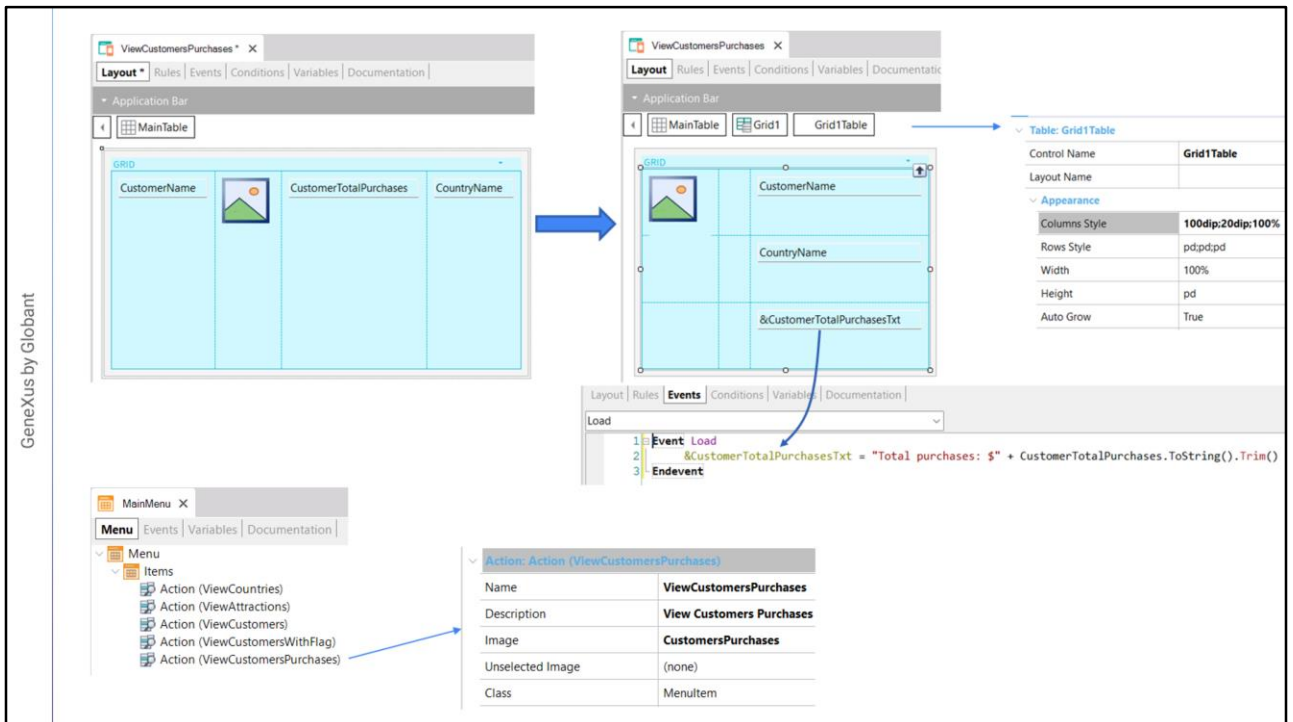 GeneXus by Globant
ViewCustomersPurchases *
Layout * Rules Events Conditions Variables Documentation
Application Bar
MainTable
GRID
CustomerName CustomerTotalPurchases CountryName
ViewCustomersPurchases
Layout Rules Events Conditions Variables Documentatic
Application Bar
MainTable Grid1 Grid1Table
GRID
CustomerName
CountryName
&CustomerTotalPurchasesTxt
Table: Grid1Table
Control Name Grid1Table
Layout Name
Appearance
Columns Style 100dip;20dip;100%
Rows Style pd;pd;pd
Width 100%
Height pd
Auto Grow True
Layout Rules Events Conditions Variables Documentation
Load
1 Event Load
2 &CustomerTotalPurchasesTxt = "Total purchases: $" + CustomerTotalPurchases.ToString().Trim()
3 Endevent
MainMenu
Menu Events Variables Documentation
Menu
Items
Action (ViewCountries)
Action (ViewAttractions)
Action (ViewCustomers)
Action (ViewCustomersWithFlag)
Action (ViewCustomersPurchases)
Action: Action (ViewCustomersPurchases)
Name ViewCustomersPurchases
Description View Customers Purchases
Image CustomersPurchases
Unselected Image (none)
Class MenuItem